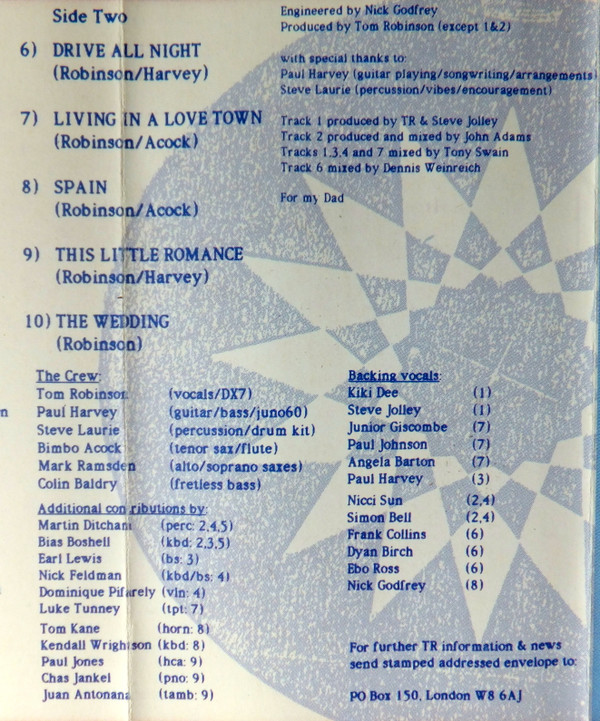 Side Two
6) DRIVE ALL NIGHT
(Robinson/Harvey)
7) LIVING IN A LOVE TOWN
(Robinson/Acock)
8) SPAIN
(Robinson/Acock)
9) THIS LITTLE ROMANCE
(Robinson/Harvey)
10) THE WEDDING
(Robinson)
Engineered by Nick Godfrey
Produced by Tom Robinson (except 1&2)
with special thanks to:
Paul Harvey (guitar playing/songwriting/arrangements)
Steve Laurie (percussion/vibes/encouragement)
Track 1 produced by TR & Steve Jolley
Track 2 produced and mixed by John Adams
Tracks 1,3,4 and 7 mixed by Tony Swain
Track 6 mixed by Dennis Weinreich
For my Dad
The Crew:
Tom Robinson (vocals/DX7)
Paul Harvey (guitar/bass/juno60)
Steve Laurie (percussion/drum kit)
Bimbo Acock (tenor sax/flute)
Mark Ramsden (alto/soprano saxes)
Colin Baldry (fretless bass)
Additional contributions by:
Martin Ditcham (perc: 2,4,5)
Bias Boshell (kbd: 2,3,5)
Earl Lewis (bs: 3)
Nick Feldman (kbd/bs: 4)
Dominique Pifarely (vln: 4)
Luke Tunney (tpt: 7)
Tom Kane (horn: 8)
Kendall Wrightson (kbd: 8)
Paul Jones (hca: 9)
Chas Jankel (pno: 9)
Juan Antonana (tamb: 9)
Backing vocals:
Kiki Dee (1)
Steve Jolley (1)
Junior Giscombe (7)
Paul Johnson (7)
Angela Barton (7)
Paul Harvey (3)
Nicci Sun (2,4)
Simon Bell (2,4)
Frank Collins (6)
Dyan Birch (6)
Ebo Ross (6)
Nick Godfrey (8)
For further TR information & news
send stamped addressed envelope to:
PO Box 150, London W8 6AJ